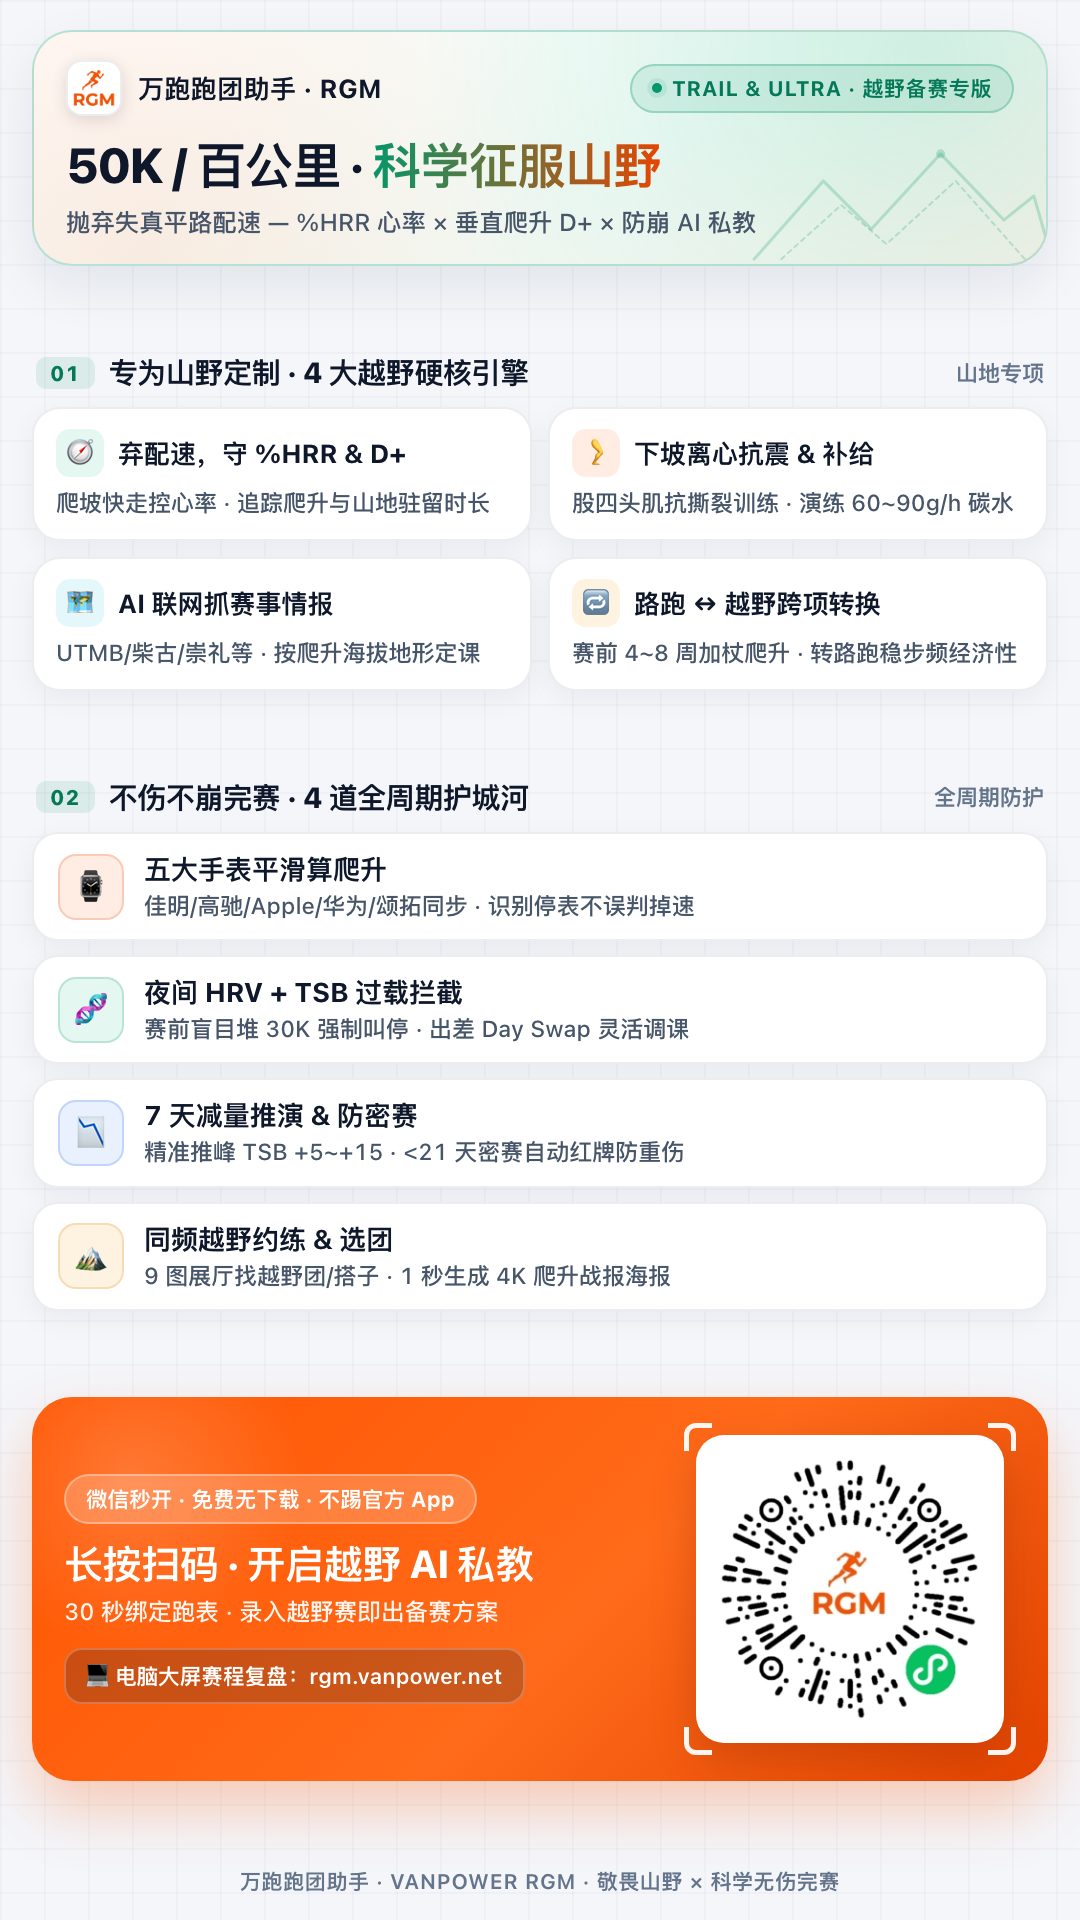 RGM
万跑跑团助手 · RGM
TRAIL & ULTRA · 越野备赛专版
50K / 百公里 · 科学征服山野
抛弃失真平路配速 — %HRR 心率 × 垂直爬升 D+ × 防崩 AI 私教
01 专为山野定制 · 4 大越野硬核引擎
山地专项
弃配速，守 %HRR & D+
爬坡快走控心率 · 追踪爬升与山地驻留时长
下坡离心抗震 & 补给
股四头肌抗撕裂训练 · 演练 60~90g/h 碳水
AI 联网抓赛事情报
UTMB/柴古/崇礼等 · 按爬升海拔地形定课
路跑 ↔ 越野跨项转换
赛前 4~8 周加杖爬升 · 转路跑稳步频经济性
02 不伤不崩完赛 · 4 道全周期护城河
全周期防护
五大手表平滑算爬升
佳明/高驰/Apple/华为/颂拓同步 · 识别停表不误判掉速
夜间 HRV + TSB 过载拦截
赛前盲目堆 30K 强制叫停 · 出差 Day Swap 灵活调课
7 天减量推演 & 防密赛
精准推峰 TSB +5~+15 · <21 天密赛自动红牌防重伤
同频越野约练 & 选团
9 图展厅找越野团/搭子 · 1 秒生成 4K 爬升战报海报
微信秒开 · 免费无下载 · 不踢官方 App
长按扫码 · 开启越野 AI 私教
30 秒绑定跑表 · 录入越野赛即出备赛方案
电脑大屏赛程复盘：rgm.vanpower.net
RGM
万跑跑团助手 · VANPOWER RGM · 敬畏山野 × 科学无伤完赛